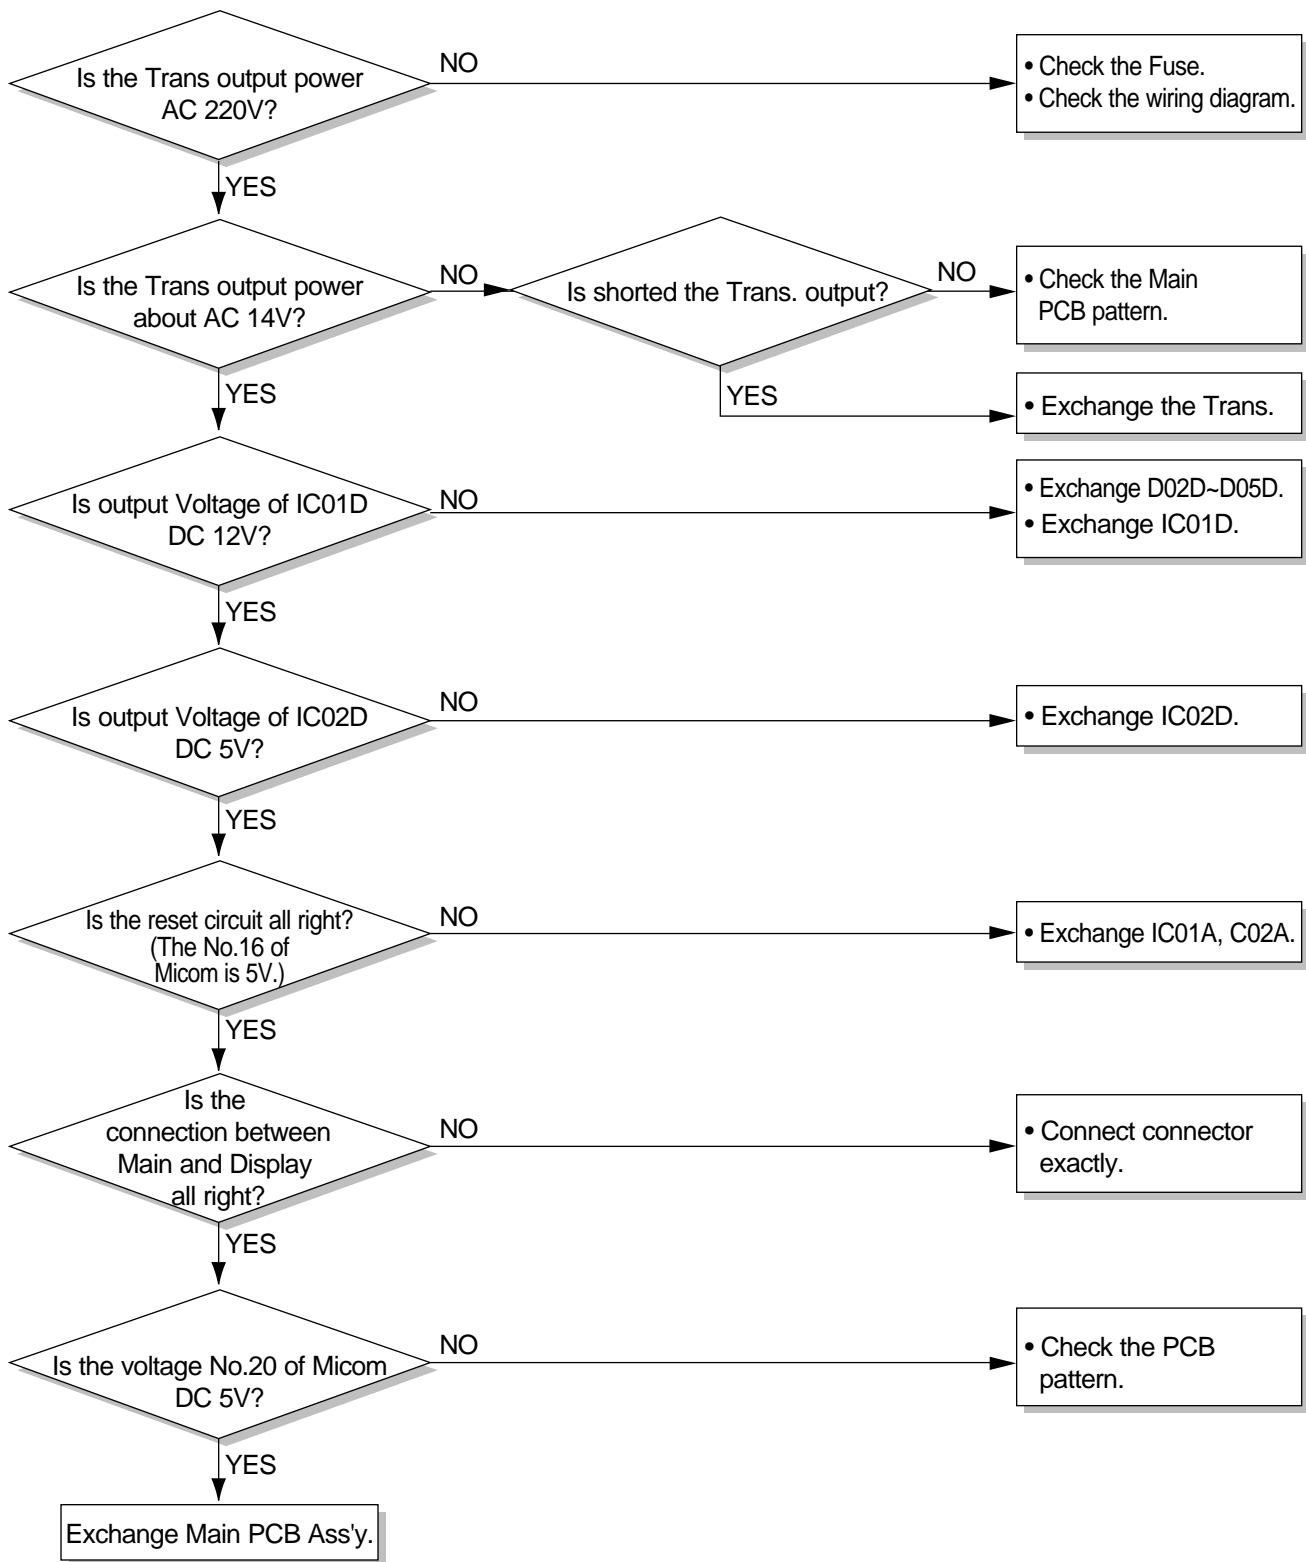 Is the Trans output power
AC 220V?
NO
• Check the Fuse.
• Check the wiring diagram.
YES
Is the Trans output power
about AC 14V?
NO
Is shorted the Trans. output?
NO
• Check the Main
PCB pattern.
YES
• Exchange the Trans.
YES
Is output Voltage of IC01D
DC 12V?
NO
• Exchange D02D~D05D.
• Exchange IC01D.
YES
Is output Voltage of IC02D
DC 5V?
NO
• Exchange IC02D.
YES
Is the reset circuit all right?
(The No.16 of
Micom is 5V.)
NO
• Exchange IC01A, C02A.
YES
Is the
connection between
Main and Display
all right?
NO
• Connect connector
exactly.
YES
Is the voltage No.20 of Micom
DC 5V?
NO
• Check the PCB
pattern.
YES
Exchange Main PCB Ass'y.